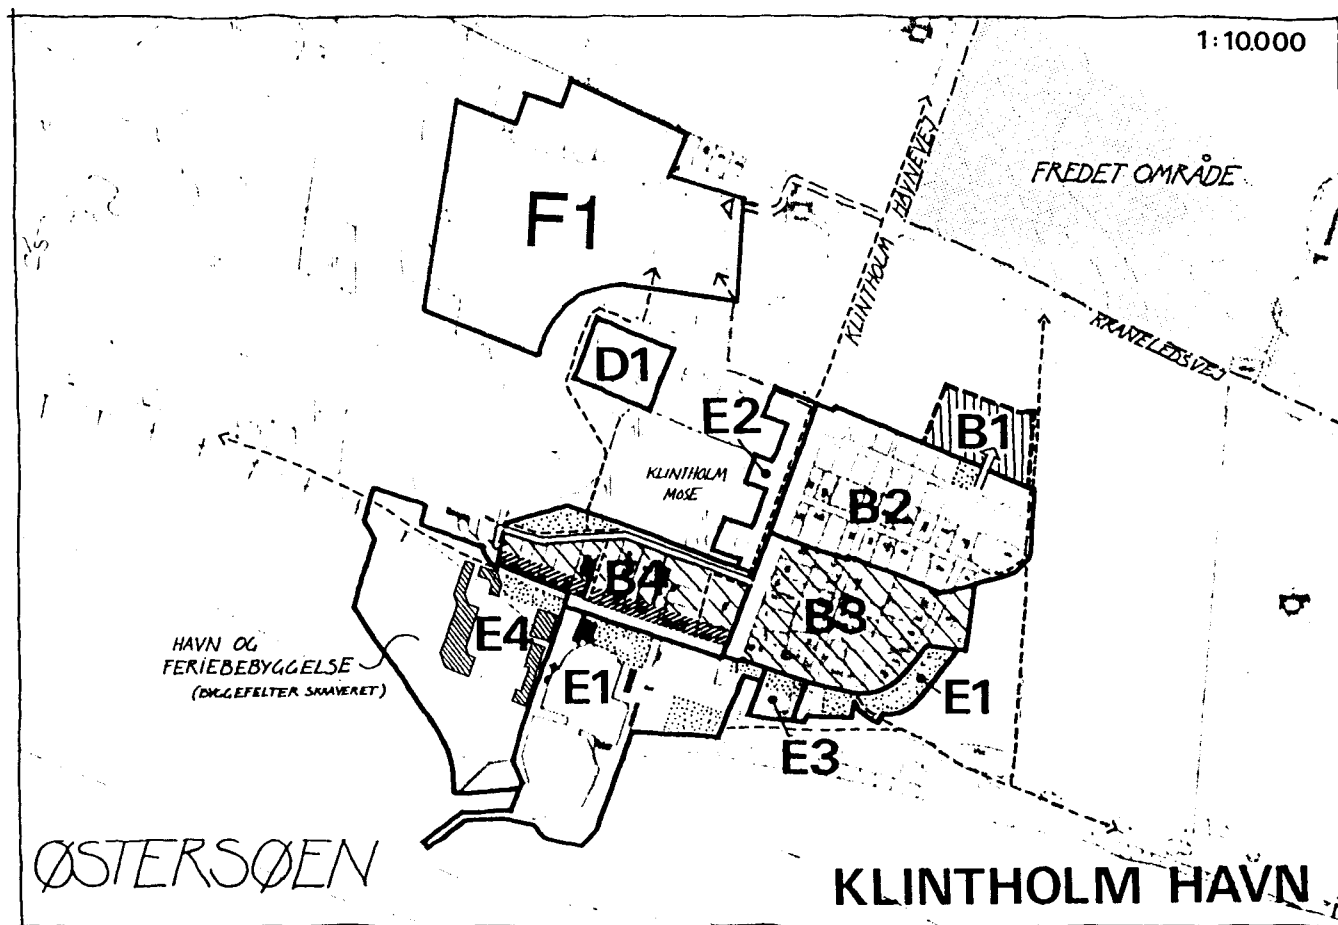 1:10.000
FREDET OMRÅDE
KLINTHOLM HAVNEVEJ
F1
KRANELEDSVEJ
D1
E2
B1
KLINTHOLM
MOSE
B2
B4
B3
E4
HAVN OG
FERIEBEBYGGELSE
(BYGGEFELTER SKRAVERET)
E1
E1
E3
ØSTERSØEN
KLINTHOLM HAVN